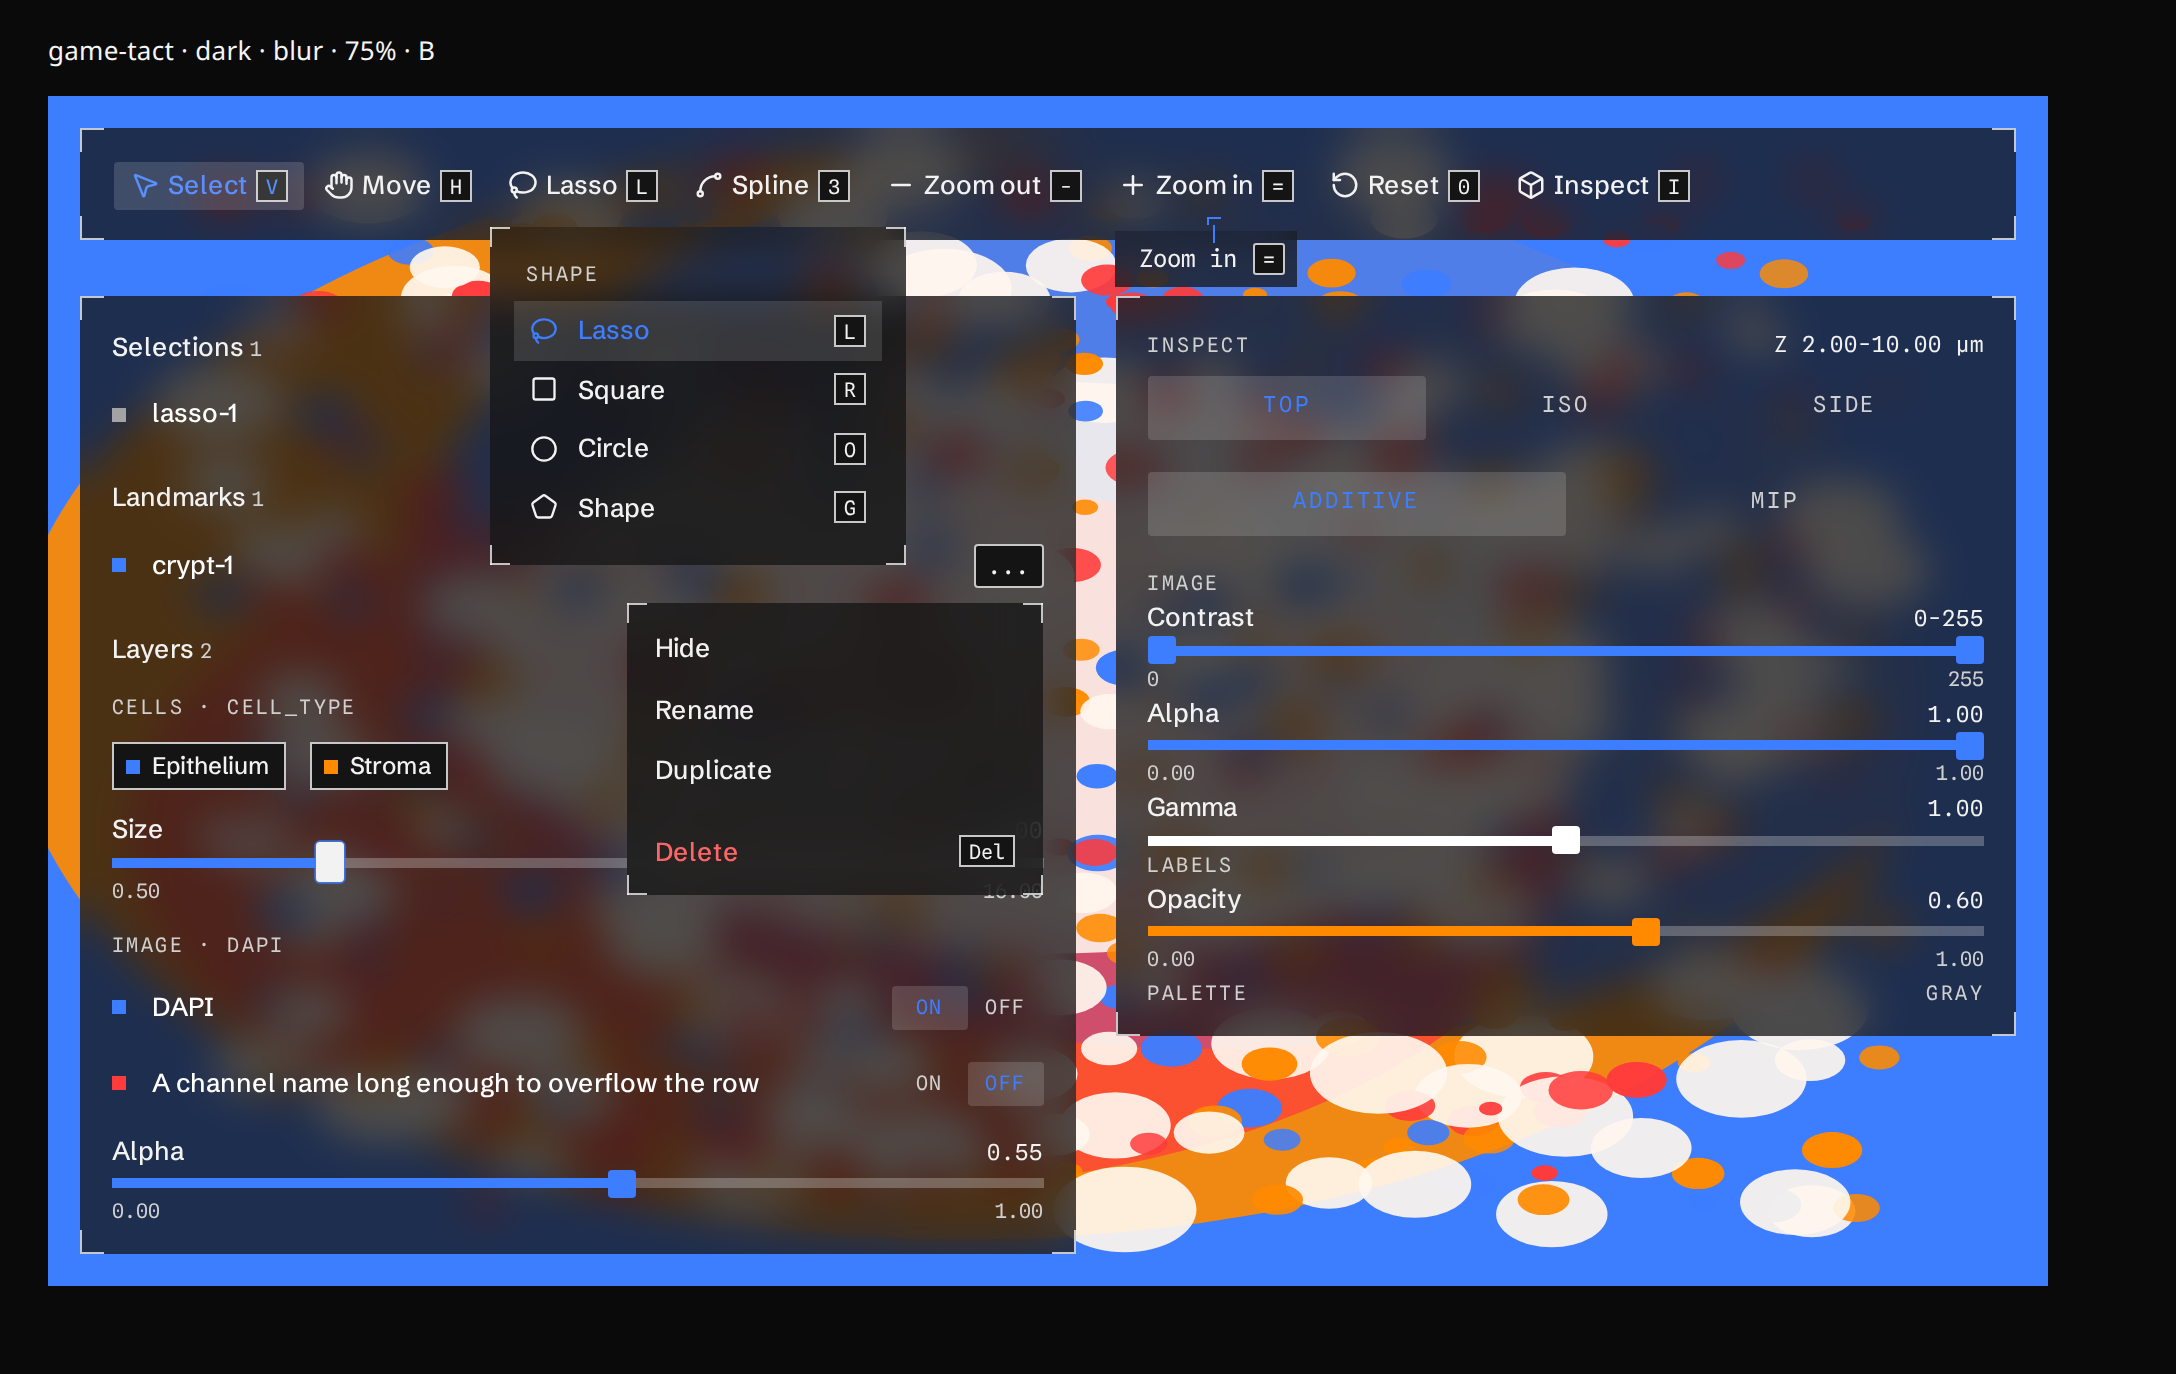 game-tact · dark · blur · 75% · B
Select V Move H Lasso L Spline 3 Zoom out - Zoom in = Reset 0 Inspect I
Zoom in =
SHAPE
Lasso L
Square R
Circle O
Shape G
Selections 1
lasso-1
Landmarks 1
crypt-1
...
Hide
Rename
Duplicate
Delete Del
Layers 2
CELLS · CELL_TYPE
Epithelium Stroma
Size 00
0.50 16.00
IMAGE · DAPI
DAPI ON OFF
A channel name long enough to overflow the row ON OFF
Alpha 0.55
0.00 1.00
INSPECT Z 2.00-10.00 µm
TOP ISO SIDE
ADDITIVE MIP
IMAGE
Contrast 0-255
0 255
Alpha 1.00
0.00 1.00
Gamma 1.00
LABELS
Opacity 0.60
0.00 1.00
PALETTE GRAY